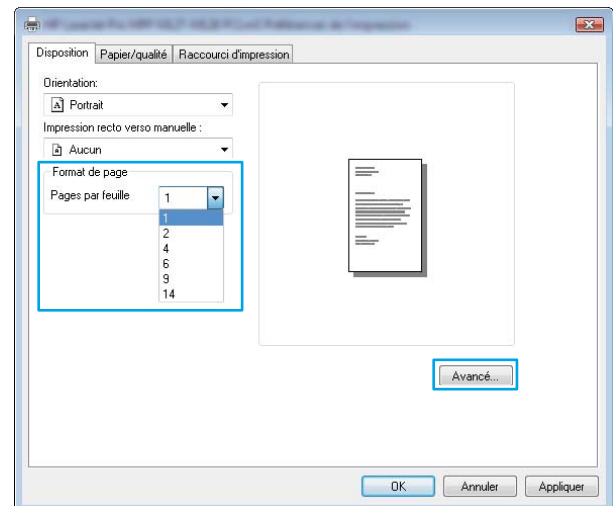 Disposition Papier/qualité Raccourci d'impression
Orientation:
Portrait
Impression recto verso manuelle :
Aucun
Format de page
Pages par feuille 1
1
2
4
6
9
14
Avancé...
OK Annuler Appliquer